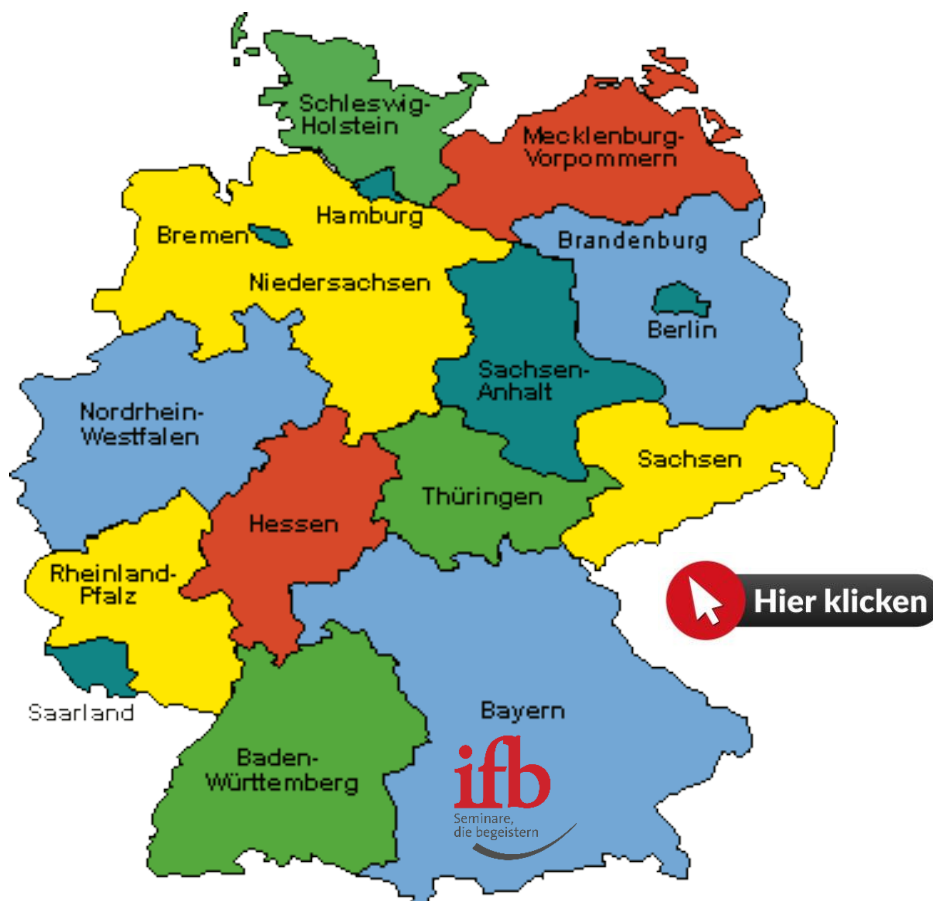 Schleswig-
Holstein
Mecklenburg-
Vorpommern
Hamburg
Bremen
Brandenburg
Niedersachsen
Berlin
Sachsen-
Anhalt
Nordrhein-
Westfalen
Sachsen
Thüringen
Hessen
Rheinland-
Pfalz
Hier klicken
Saarland
Bayern
Baden-
Württemberg
ifb
Seminare,
die begeistern